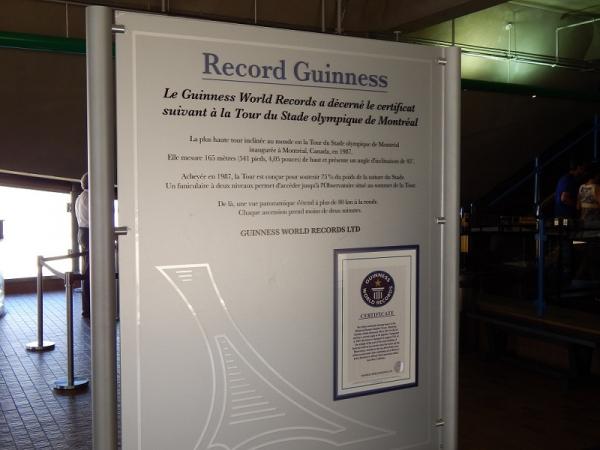 Record Guinness
Le Guinness World Records a décerné le certificat
suivant à la Tour du Stade olympique de Montréal
La plus haute tour inclinée au monde est la Tour du Stade olympique de Montréal
inaugurée à Montréal, Canada, en 1987.
Elle mesure 165 mètres (541 pieds, 4,05 pouces) de haut et présente un angle d'inclinaison de 45°.
Achevée en 1987, la Tour est conçue pour soutenir 75 % du poids de la toiture du Stade.
Un funiculaire à deux niveaux permet d'accéder jusqu'à l'Observatoire situé au sommet de la Tour.
De là, une vue panoramique s'étend à plus de 80 km à la ronde.
Chaque ascension prend moins de deux minutes.
GUINNESS WORLD RECORDS LTD
GUINNESS
WORLD RECORDS
CERTIFICATE